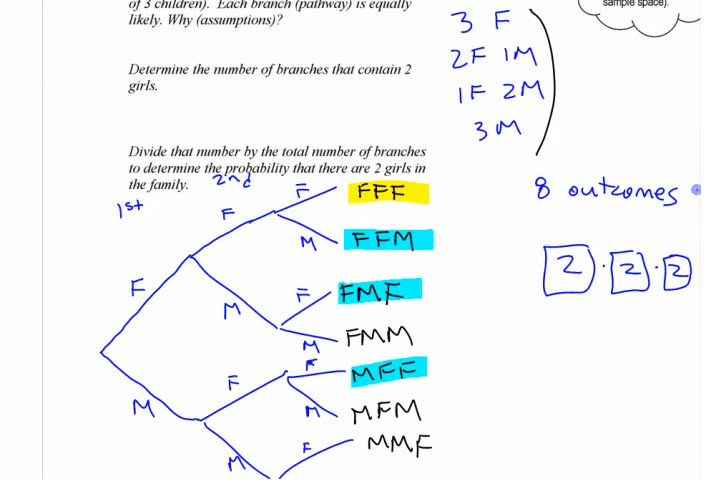 of 3 children). Each branch (pathway) is equally
likely. Why (assumptions)?
sample space).
3 F
2F 1M
1F 2M
3M
Determine the number of branches that contain 2
girls.
Divide that number by the total number of branches
to determine the probability that there are 2 girls in
the family.
8 outcomes
2 · 2 · 2
1st
2nd
F
F
F
FFF
M
FFM
M
F
FMF
M
FMM
M
F
F
MFF
M
MFM
M
F
MMF